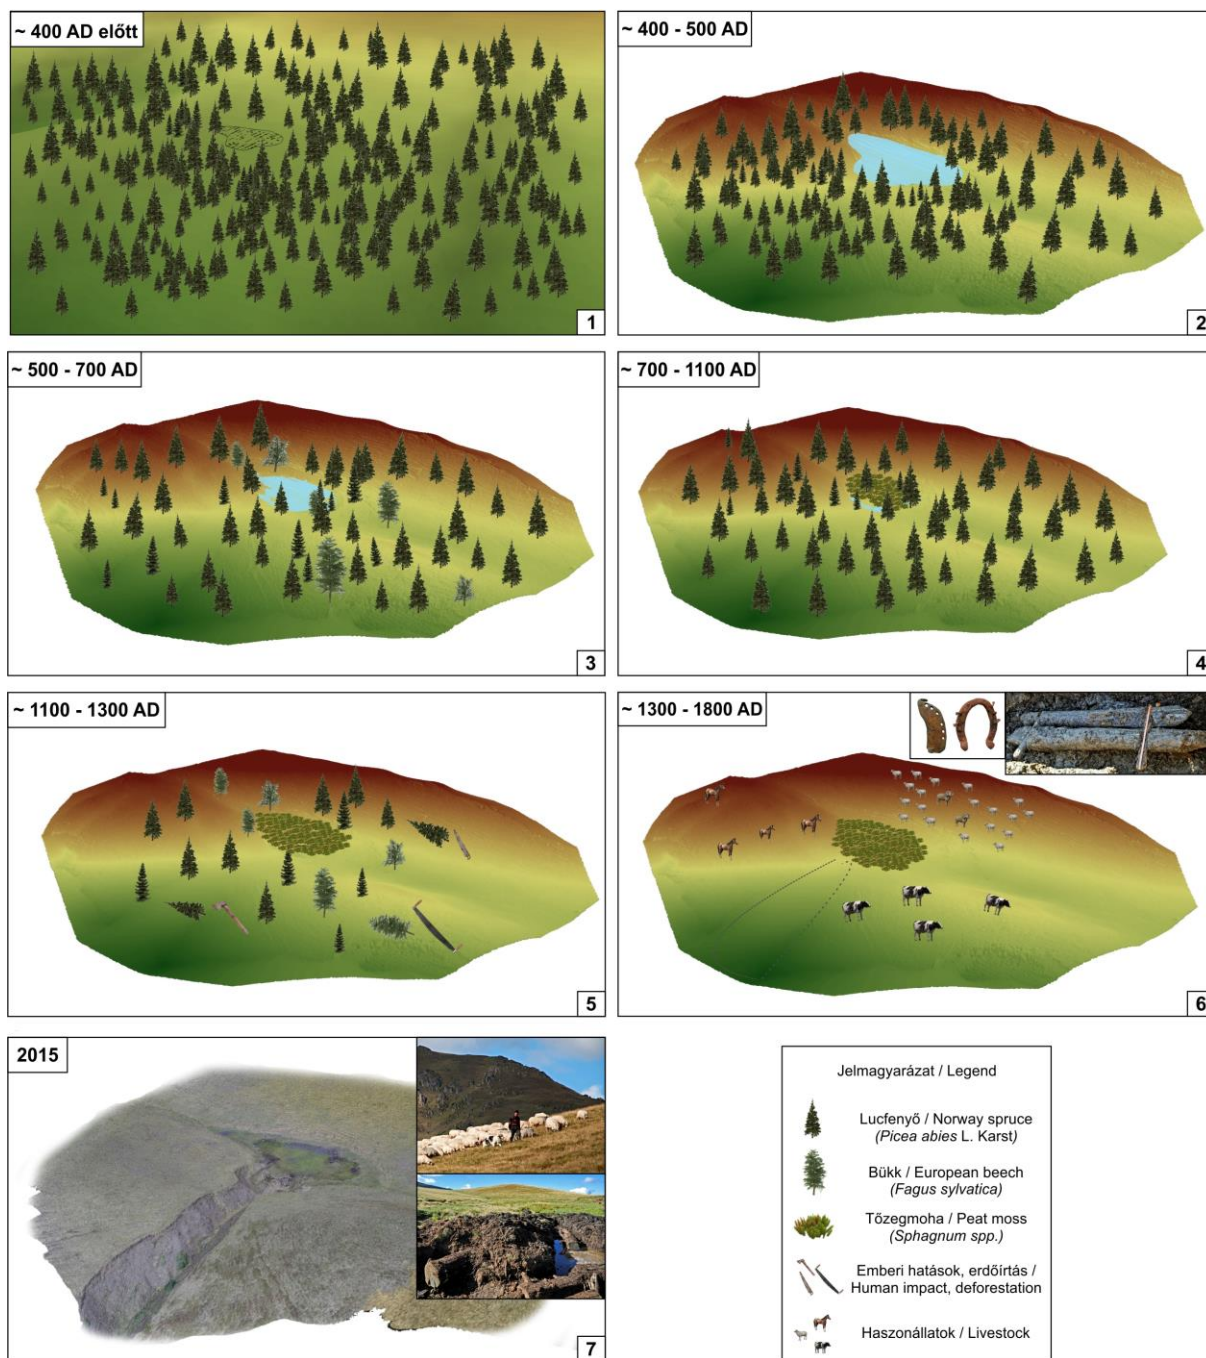 ~ 400 AD előtt
1
~ 400 - 500 AD
2
~ 500 - 700 AD
3
~ 700 - 1100 AD
4
~ 1100 - 1300 AD
5
~ 1300 - 1800 AD
6
2015
7
Jelmagyarázat / Legend
Lucfenyő / Norway spruce
(Picea abies L. Karst)
Bükk / European beech
(Fagus sylvatica)
Tőzegmoha / Peat moss
(Sphagnum spp.)
Emberi hatások, erdőírtás /
Human impact, deforestation
Haszonállatok / Livestock